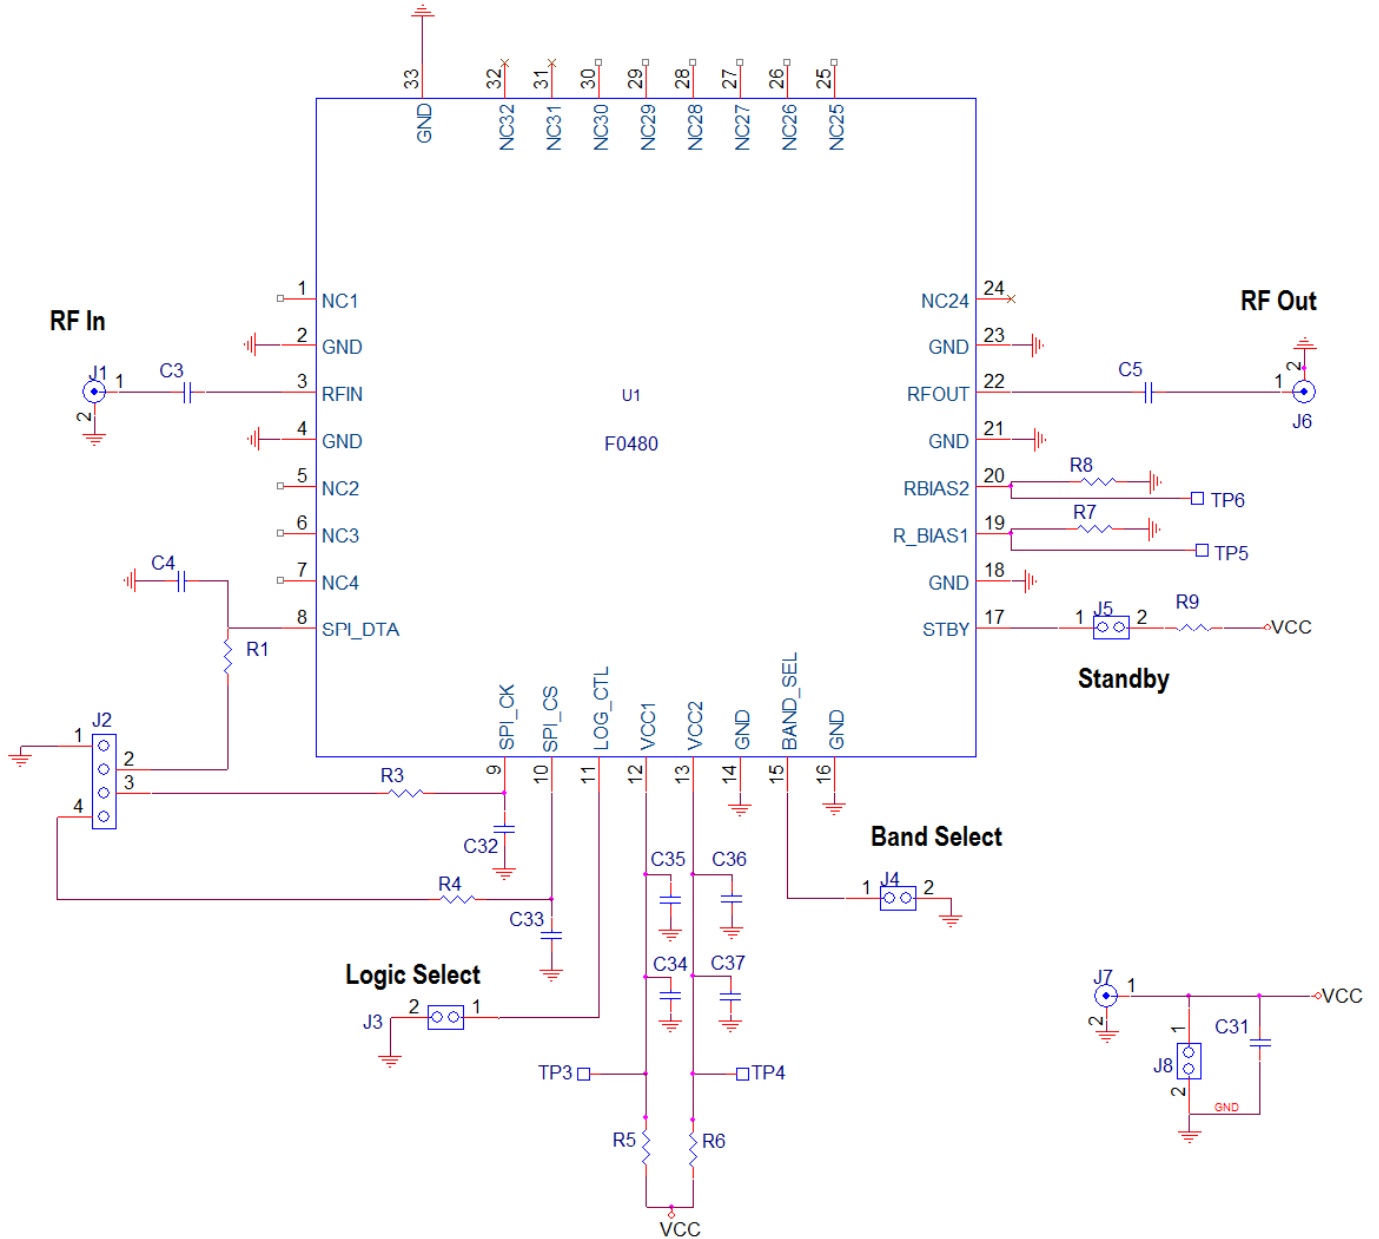 33
32
31
30
29
28
27
26
25
GND
NC32
NC31
NC30
NC29
NC28
NC27
NC26
NC25
RF In
J1
1
2
C3
1
NC1
2
GND
3
RFIN
4
GND
5
NC2
6
NC3
7
NC4
8
SPI_DTA
U1
F0480
NC24
24
GND
23
RFOUT
22
GND
21
RBIAS2
20
R_BIAS1
19
GND
18
STBY
17
RF Out
C5
1
2
J6
R8
TP6
R7
TP5
J5
1
2
R9
VCC
Standby
C4
R1
J2
1
2
3
4
SPI_CK
SPI_CS
LOG_CTL
VCC1
VCC2
GND
BAND_SEL
GND
9
10
11
12
13
14
15
16
R3
C32
R4
C33
C35
C36
C34
C37
Band Select
J4
1
2
Logic Select
J3
2
1
TP3
TP4
R5
R6
VCC
J7
1
2
VCC
C31
J8
1
2
GND